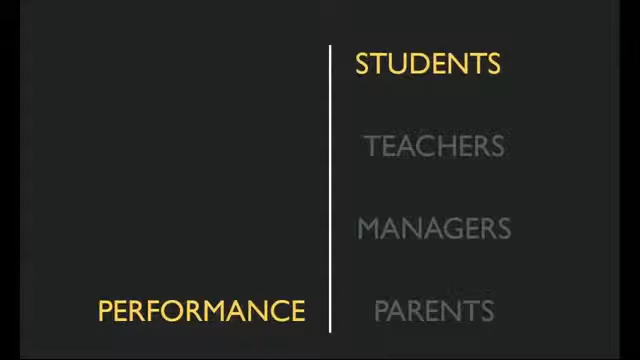 STUDENTS
TEACHERS
MANAGERS
PERFORMANCE
PARENTS